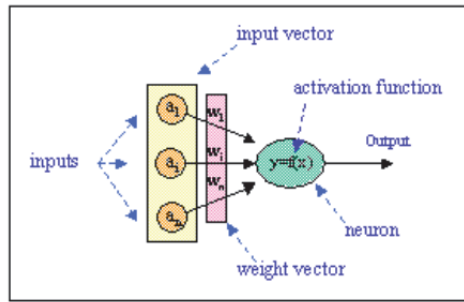 input vector
activation function
a1
w1
Output
inputs
ai
wi
y=f(x)
an
wn
neuron
weight vector